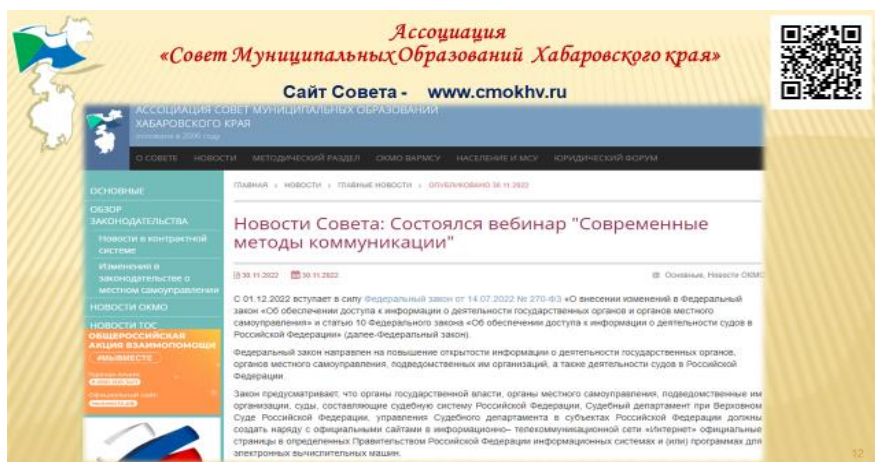 Ассоциация
«Совет Муниципальных Образований Хабаровского края»
Сайт Совета - www.cmokhv.ru
АССОЦИАЦИЯ СОВЕТ МУНИЦИПАЛЬНЫХ ОБРАЗОВАНИЙ
ХАБАРОВСКОГО КРАЯ
основана в 2006 году
О СОВЕТЕ НОВОСТИ МЕТОДИЧЕСКИЙ РАЗДЕЛ ОКМО ВАРМСУ НАСЕЛЕНИЕ И МСУ ЮРИДИЧЕСКИЙ ФОРУМ
ОСНОВНЫЕ
ОБЗОР
ЗАКОНОДАТЕЛЬСТВА
Новости в контрактной
системе
Изменения в
законодательстве о
местном самоуправлении
НОВОСТИ ОКМО
НОВОСТИ ТОС
ОБЩЕРОССИЙСКАЯ
АКЦИЯ ВЗАИМОПОМОЩИ
#МЫВМЕСТЕ
ГЛАВНАЯ › НОВОСТИ › ГЛАВНЫЕ НОВОСТИ › ОПУБЛИКОВАНО 30.11.2022
Новости Совета: Состоялся вебинар "Современные
методы коммуникации"
30.11.2022 30.11.2022 Основные, Новости ОКМО
С 01.12.2022 вступает в силу Федеральный закон от 14.07.2022 № 270-ФЗ «О внесении изменений в Федеральный
закон «Об обеспечении доступа к информации о деятельности государственных органов и органов местного
самоуправления» и статью 10 Федерального закона «Об обеспечении доступа к информации о деятельности судов в
Российской Федерации» (далее-Федеральный закон).
Федеральный закон направлен на повышение открытости информации о деятельности государственных органов,
органов местного самоуправления, подведомственных им организаций, а также деятельности судов в Российской
Федерации.
Закон предусматривает, что органы государственной власти, органы местного самоуправления, подведомственные им
организации, суды, составляющие судебную систему Российской Федерации, Судебный департамент при Верховном
Суде Российской Федерации, управления Судебного департамента в субъектах Российской Федерации должны
создать наряду с официальными сайтами в информационно– телекоммуникационной сети «Интернет» официальные
страницы в определенных Правительством Российской Федерации информационных системах и (или) программах для
электронных вычислительных машин.
12